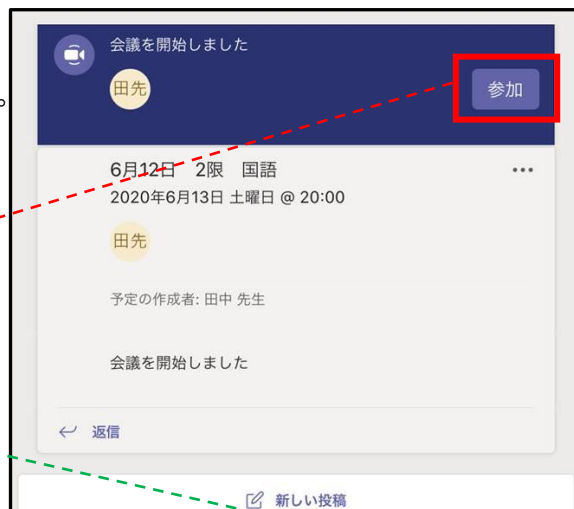 会議を開始しました
田先
参加
。
6月12日 2限 国語
2020年6月13日 土曜日 @ 20:00
田先
予定の作成者: 田中 先生
会議を開始しました
返信
新しい投稿